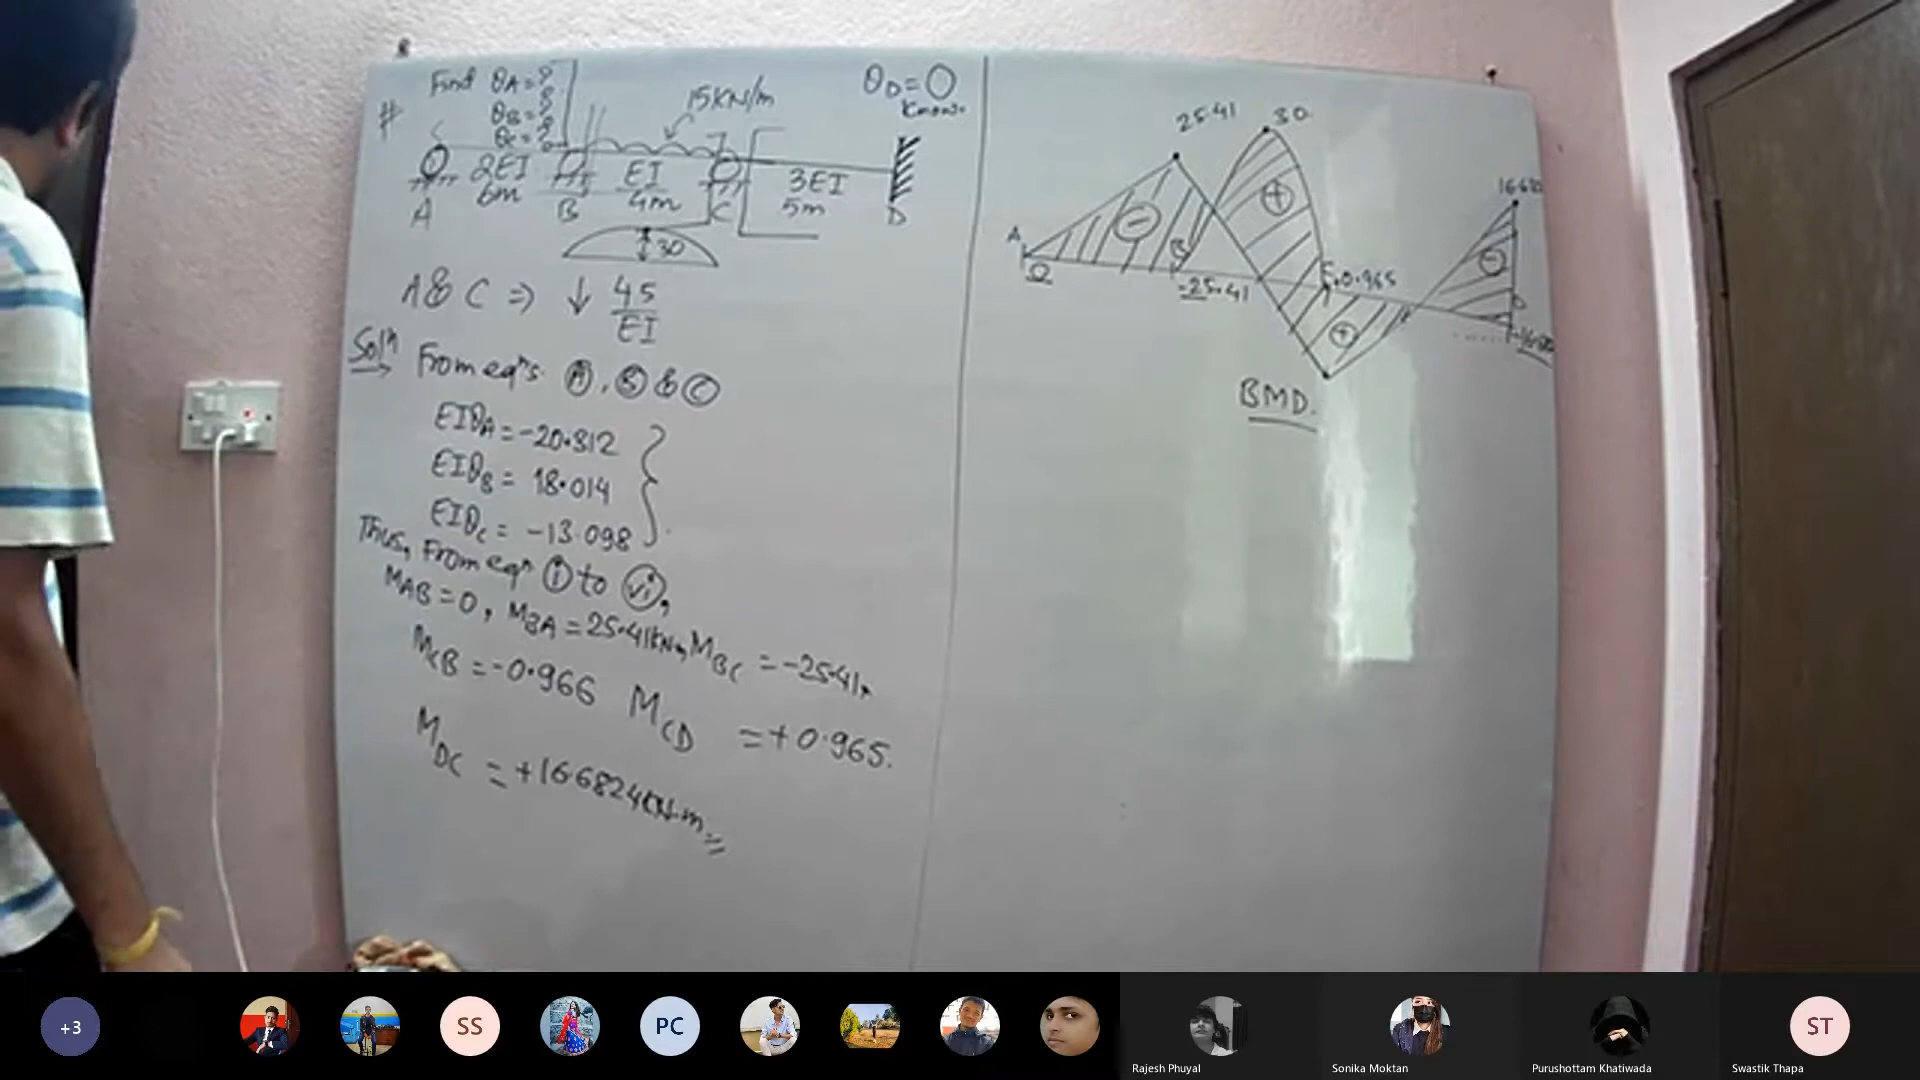 # Find θA = ?
θB = ?
θC = ?
15KN/m
θD = 0
Known.
2EI EI 3EI
6m 4m 5m
A B C D
30
A & C ⇒ ↓ 45/EI
Solⁿ From eqⁿs. Ⓐ, Ⓑ & Ⓒ
EIθA = -20.312
EIθB = 18.014
EIθC = -13.098
Thus, From eqⁿ ⓘ to ⓥⓘ,
MAB = 0, MBA = 25.41KN, MBC = -25.41,
MCB = -0.966 MCD = +0.965.
MDC = +16.6824KN.m
25.41
30
A
0
-
B
-25.41
+
C
0.965
+
-
D
BMD.
+3
SS
PC
ST
Rajesh Phuyal
Sonika Moktan
Purushottam Khatiwada
Swastik Thapa